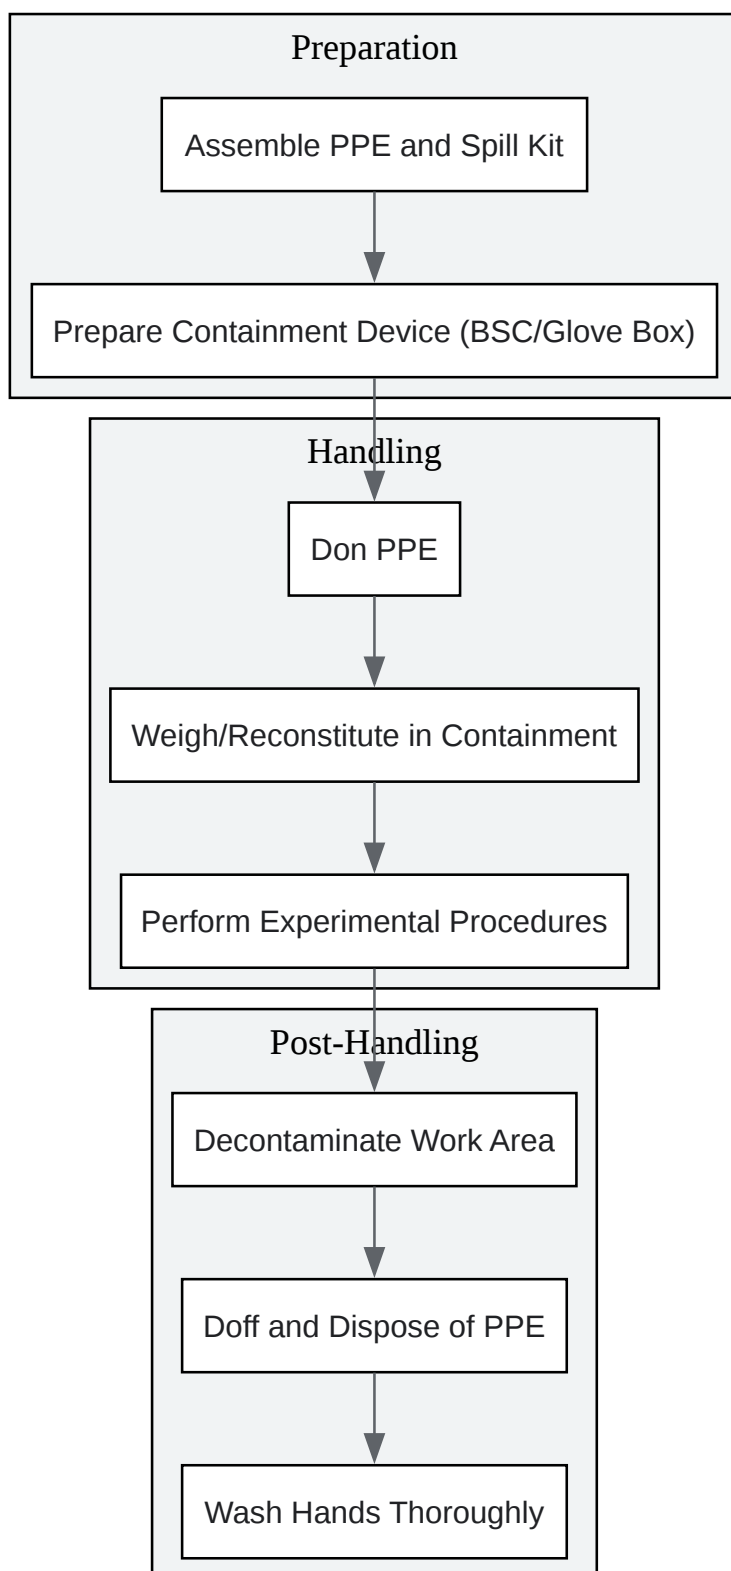 Preparation
Assemble PPE and Spill Kit
Prepare Containment Device (BSC/Glove Box)
Handling
Don PPE
Weigh/Reconstitute in Containment
Perform Experimental Procedures
Post-Handling
Decontaminate Work Area
Doff and Dispose of PPE
Wash Hands Thoroughly